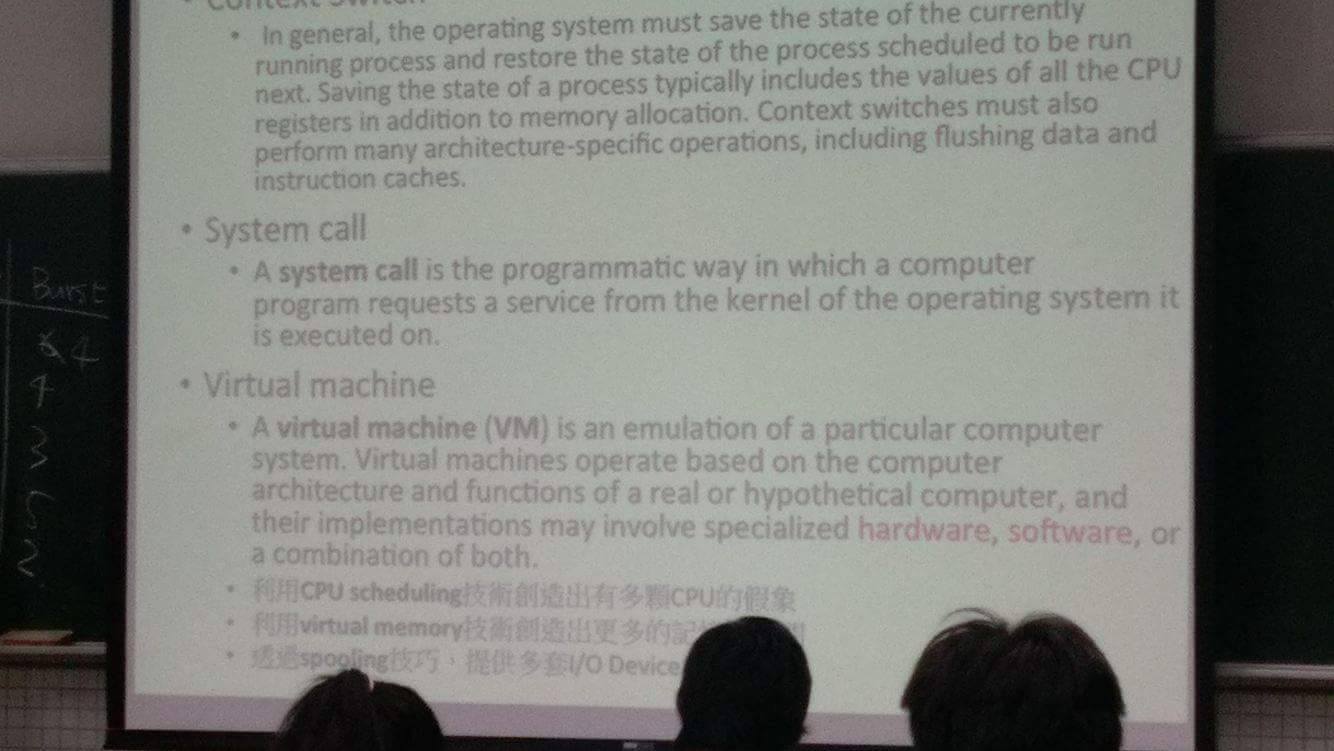 Context Switch
• In general, the operating system must save the state of the currently
running process and restore the state of the process scheduled to be run
next. Saving the state of a process typically includes the values of all the CPU
registers in addition to memory allocation. Context switches must also
perform many architecture-specific operations, including flushing data and
instruction caches.
• System call
• A system call is the programmatic way in which a computer
program requests a service from the kernel of the operating system it
is executed on.
• Virtual machine
• A virtual machine (VM) is an emulation of a particular computer
system. Virtual machines operate based on the computer
architecture and functions of a real or hypothetical computer, and
their implementations may involve specialized hardware, software, or
a combination of both.
• 利用CPU scheduling技術創造出有多顆CPU的假象
• 利用virtual memory技術創造出更多的記
• 透過spooling技巧,提供多套I/O Device
Burst
4
4